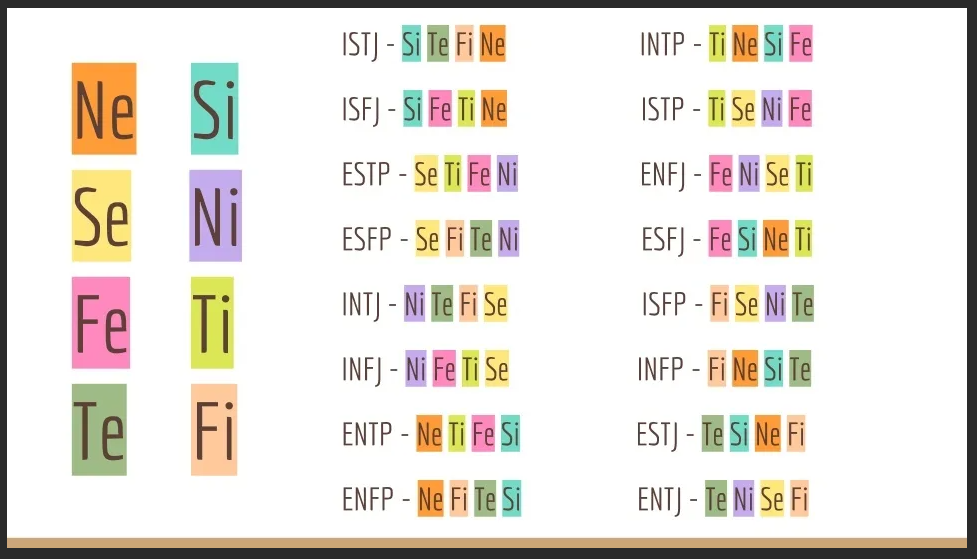 Ne Si
Se Ni
Fe Ti
Te Fi
ISTJ - Si Te Fi Ne
ISFJ - Si Fe Ti Ne
ESTP - Se Ti Fe Ni
ESFP - Se Fi Te Ni
INTJ - Ni Te Fi Se
INFJ - Ni Fe Ti Se
ENTP - Ne Ti Fe Si
ENFP - Ne Fi Te Si
INTP - Ti Ne Si Fe
ISTP - Ti Se Ni Fe
ENFJ - Fe Ni Se Ti
ESFJ - Fe Si Ne Ti
ISFP - Fi Se Ni Te
INFP - Fi Ne Si Te
ESTJ - Te Si Ne Fi
ENTJ - Te Ni Se Fi